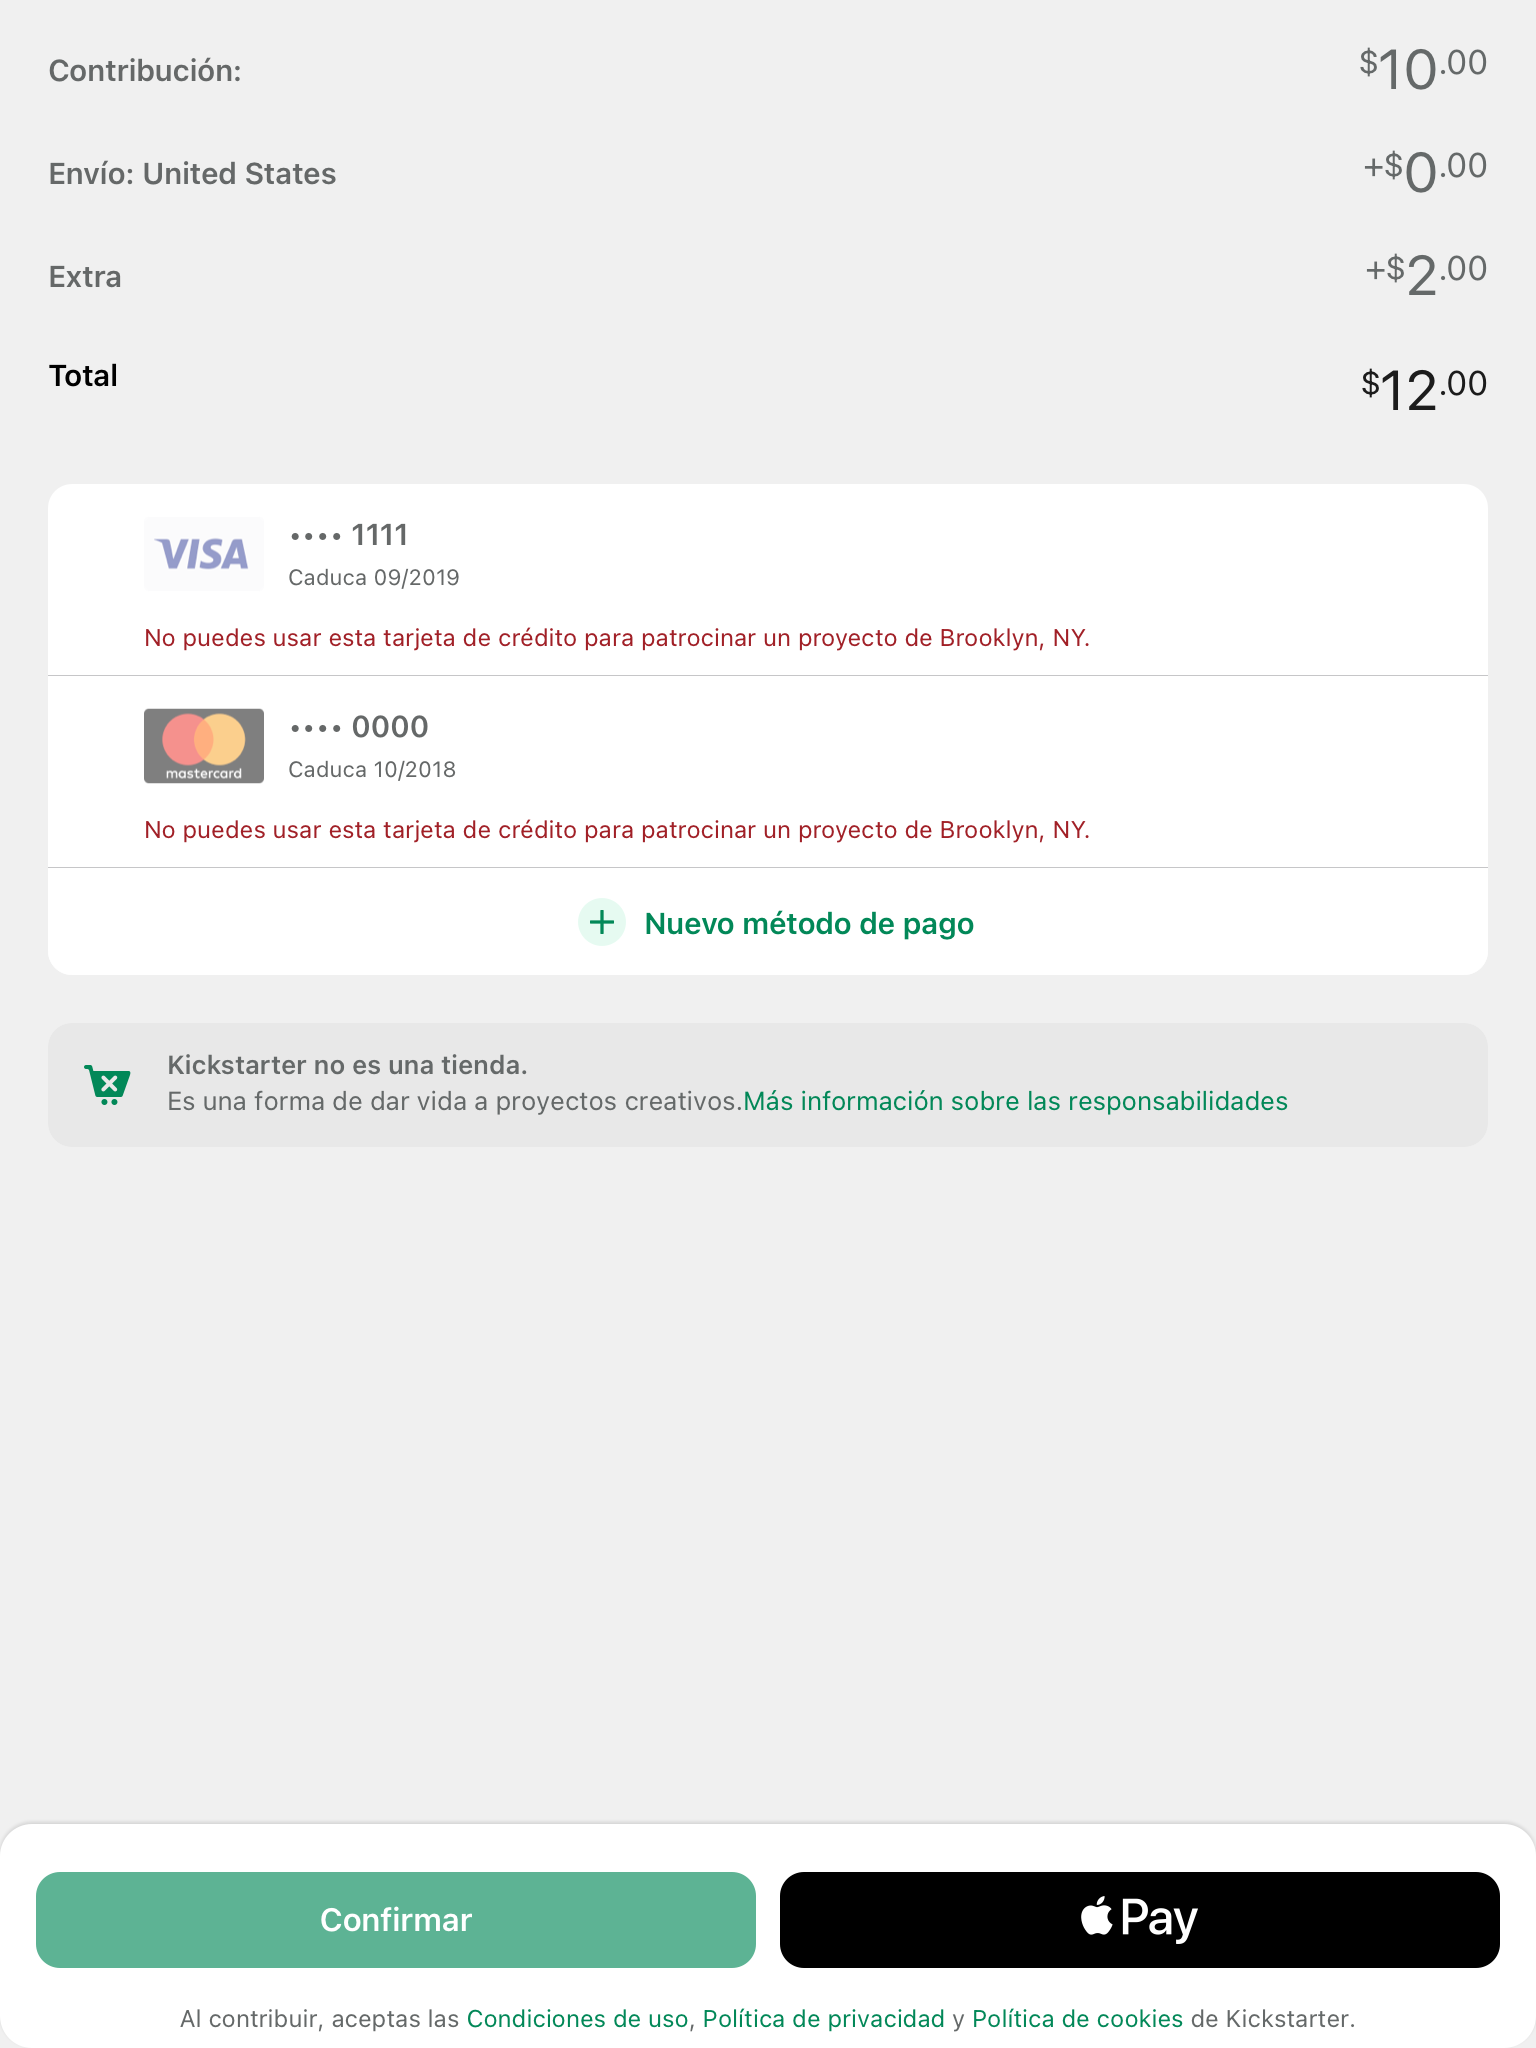 Contribución:
$10.00
Envío: United States
+$0.00
Extra
+$2.00
Total
$12.00
VISA
•••• 1111
Caduca 09/2019
No puedes usar esta tarjeta de crédito para patrocinar un proyecto de Brooklyn, NY.
mastercard
•••• 0000
Caduca 10/2018
No puedes usar esta tarjeta de crédito para patrocinar un proyecto de Brooklyn, NY.
Nuevo método de pago
Kickstarter no es una tienda.
Es una forma de dar vida a proyectos creativos.Más información sobre las responsabilidades
Confirmar
Pay
Al contribuir, aceptas las Condiciones de uso, Política de privacidad y Política de cookies de Kickstarter.